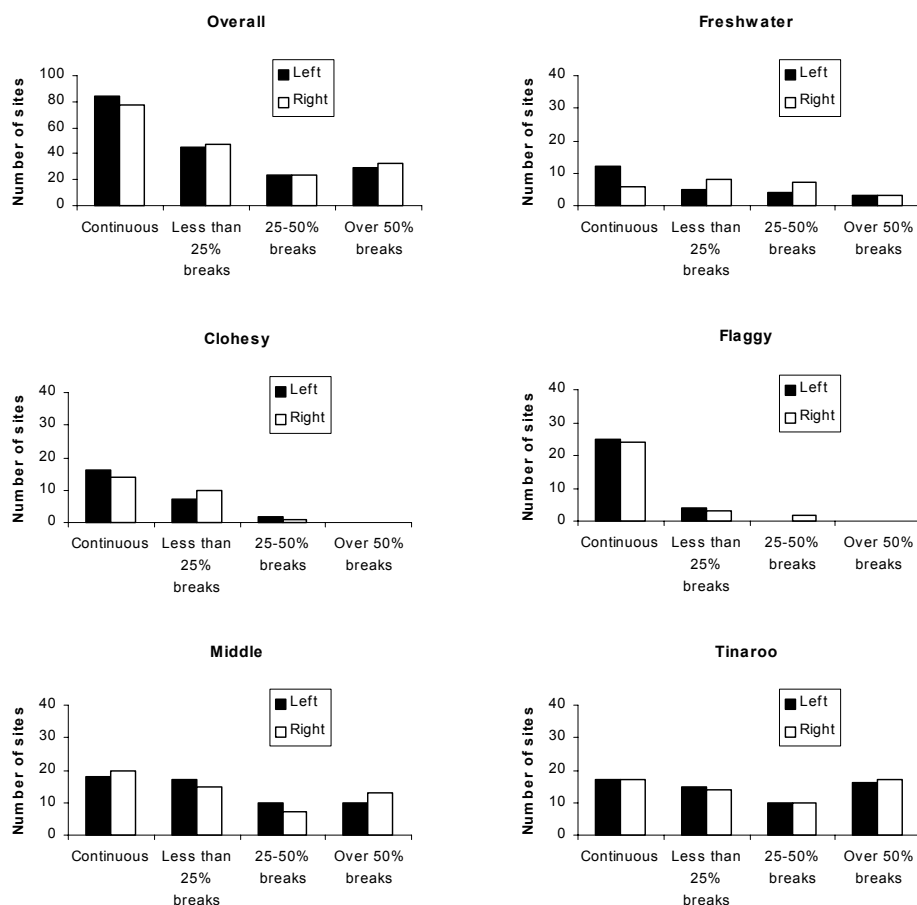 Overall
Number of sites
100
80
60
40
20
0
Left
Right
Continuous
Less than
25%
breaks
25-50%
breaks
Over 50%
breaks
Freshwater
Number of sites
40
30
20
10
0
Left
Right
Continuous
Less than
25%
breaks
25-50%
breaks
Over 50%
breaks
Clohesy
Number of sites
40
30
20
10
0
Left
Right
Continuous
Less than
25%
breaks
25-50%
breaks
Over 50%
breaks
Flaggy
Number of sites
40
30
20
10
0
Left
Right
Continuous
Less than
25%
breaks
25-50%
breaks
Over 50%
breaks
Middle
Number of sites
40
30
20
10
0
Left
Right
Continuous
Less than
25%
breaks
25-50%
breaks
Over 50%
breaks
Tinaroo
Number of sites
40
30
20
10
0
Left
Right
Continuous
Less than
25%
breaks
25-50%
breaks
Over 50%
breaks